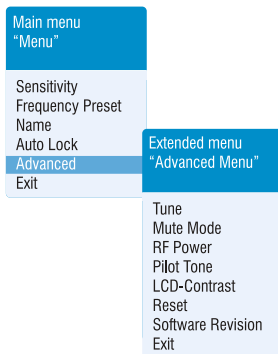 Main menu
“Menu”
Sensitivity
Frequency Preset
Name
Auto Lock
Advanced
Exit
Extended menu
“Advanced Menu”
Tune
Mute Mode
RF Power
Pilot Tone
LCD-Contrast
Reset
Software Revision
Exit